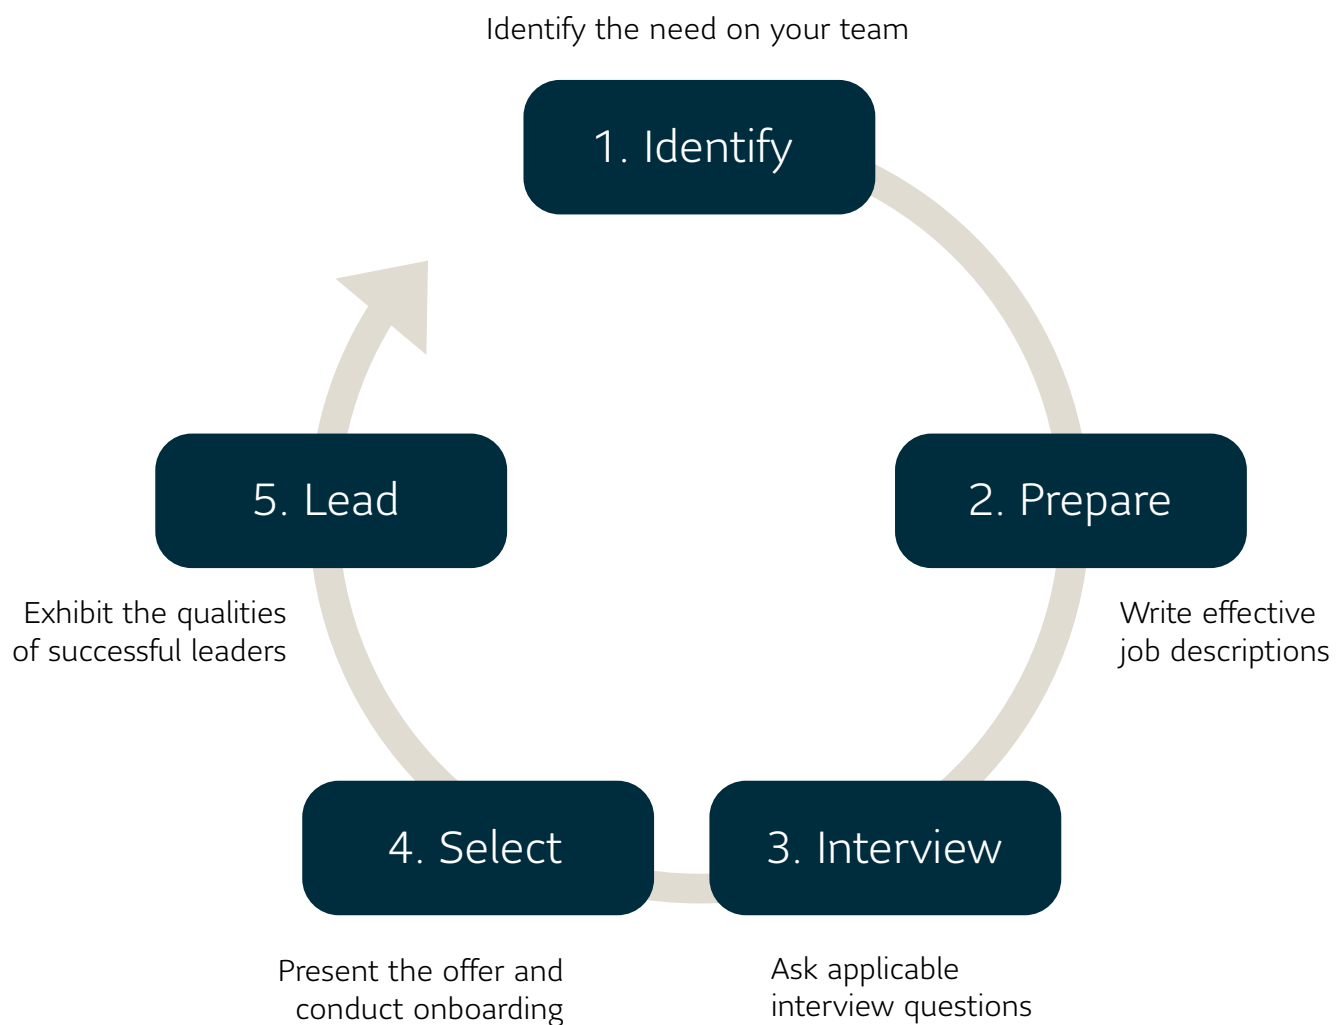 Identify the need on your team
1. Identify
2. Prepare
Write effective
job descriptions
3. Interview
Ask applicable
interview questions
4. Select
Present the offer and
conduct onboarding
5. Lead
Exhibit the qualities
of successful leaders